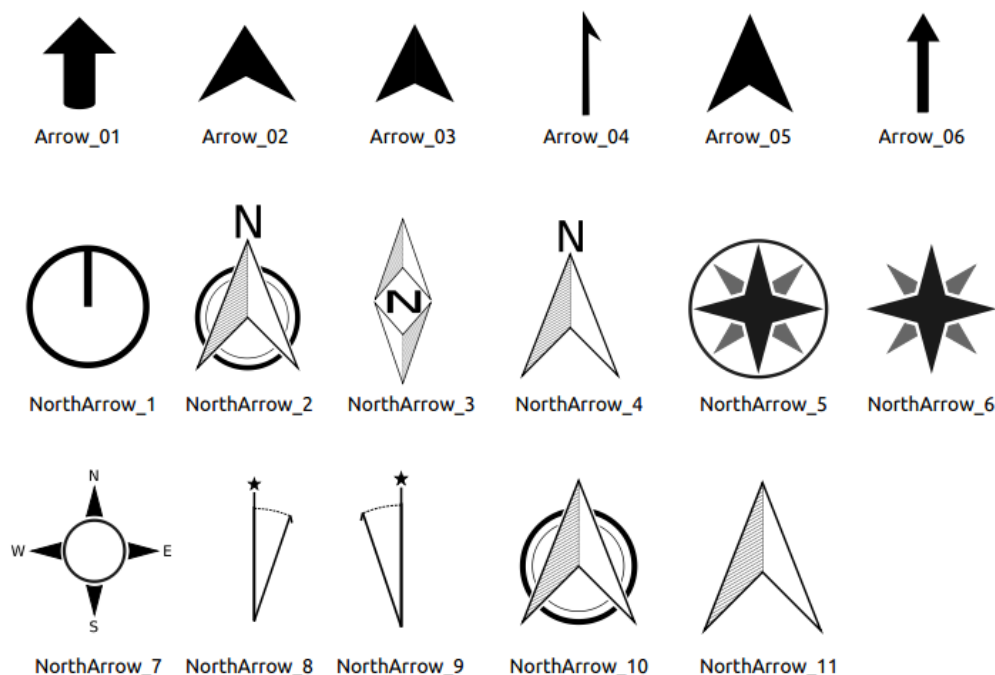 Arrow_01 Arrow_02 Arrow_03 Arrow_04 Arrow_05 Arrow_06
N N
N
NorthArrow_1 NorthArrow_2 NorthArrow_3 NorthArrow_4 NorthArrow_5 NorthArrow_6
N
W E
S
NorthArrow_7 NorthArrow_8 NorthArrow_9 NorthArrow_10 NorthArrow_11